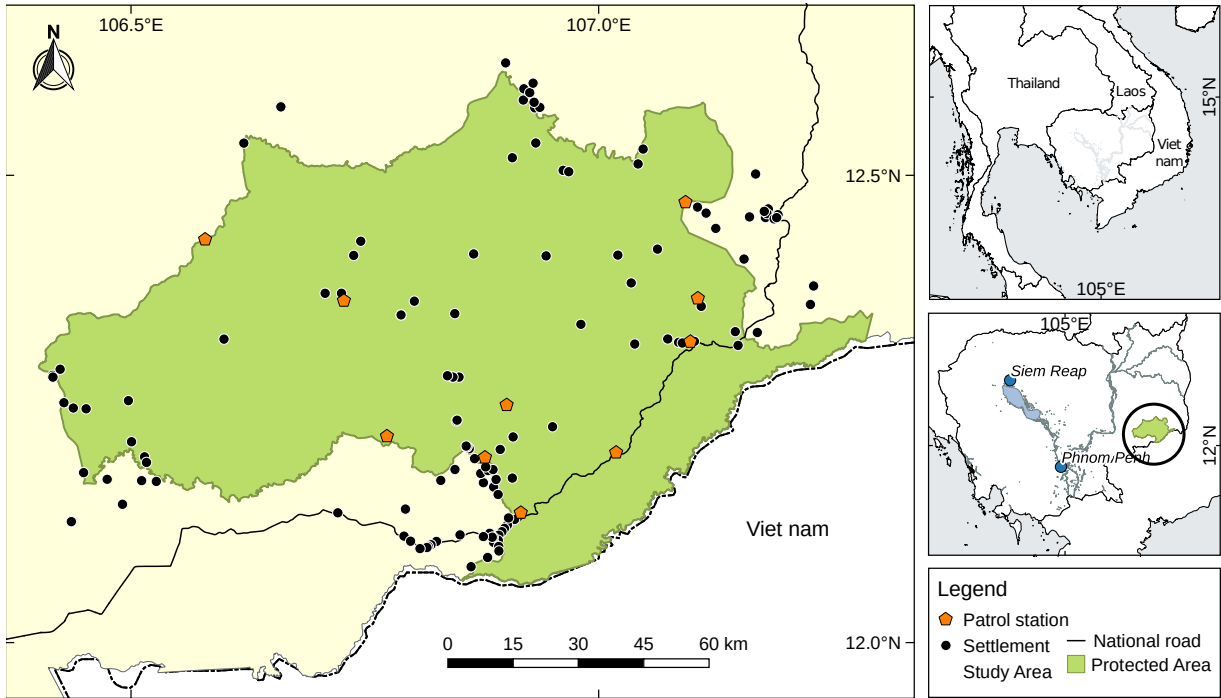 106.5°E
107.0°E
N
12.5°N
Viet nam
0 15 30 45 60 km
12.0°N
Thailand
Laos
Viet
nam
15°N
105°E
105°E
Siem Reap
Phnom Penh
12°N
Legend
Patrol station
Settlement
National road
Study Area
Protected Area